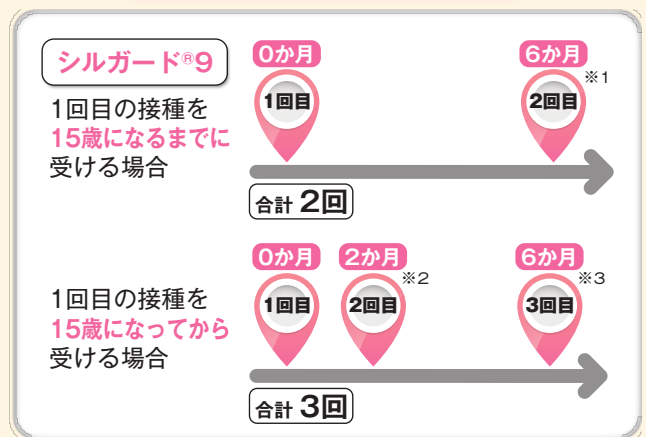 シルガード®9
1回目の接種を
15歳になるまでに
受ける場合
0か月
6か月
1回目
2回目
※1
合計 2回
1回目の接種を
15歳になってから
受ける場合
0か月
2か月
6か月
1回目
2回目
※2
3回目
※3
合計 3回